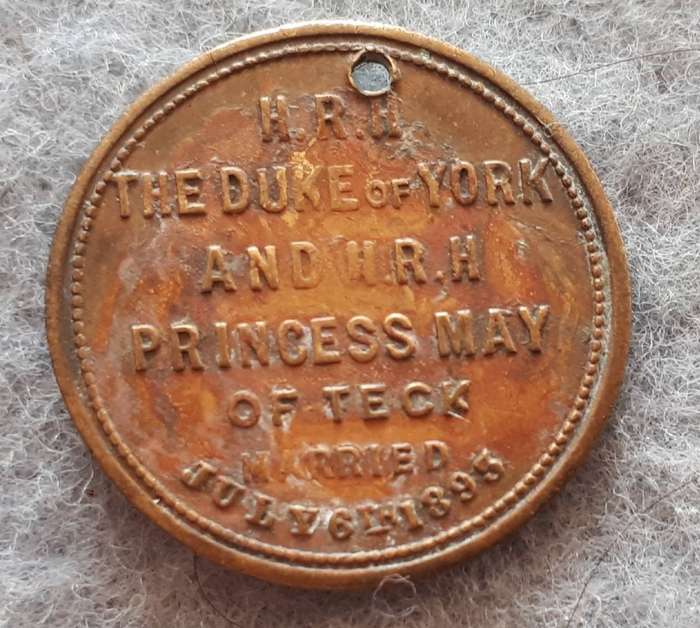 H.R.H
THE DUKE OF YORK
AND H.R.H
PRINCESS MAY
OF TECK
MARRIED
JULY 6TH 1893